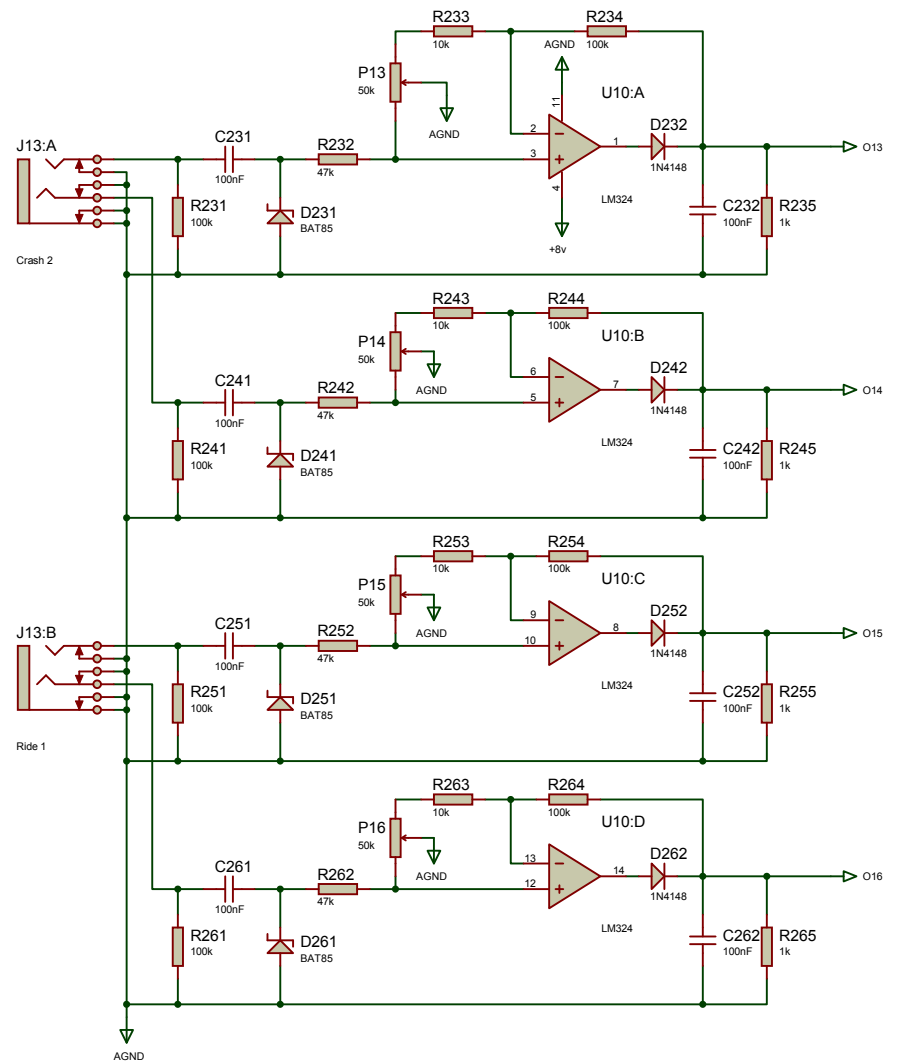 R233
10k
R234
100k
AGND
P13
50k
AGND
U10:A
11
2
3
1
4
D232
1N4148
LM324
+8v
J13:A
Crash 2
C231
100nF
R232
47k
R231
100k
D231
BAT85
C232
100nF
R235
1k
O13
R243
10k
R244
100k
P14
50k
AGND
U10:B
6
5
7
D242
1N4148
LM324
C241
100nF
R242
47k
R241
100k
D241
BAT85
C242
100nF
R245
1k
O14
R253
10k
R254
100k
P15
50k
AGND
U10:C
9
10
8
D252
1N4148
LM324
J13:B
Ride 1
C251
100nF
R252
47k
R251
100k
D251
BAT85
C252
100nF
R255
1k
O15
R263
10k
R264
100k
P16
50k
AGND
U10:D
13
12
14
D262
1N4148
LM324
C261
100nF
R262
47k
R261
100k
D261
BAT85
C262
100nF
R265
1k
O16
AGND